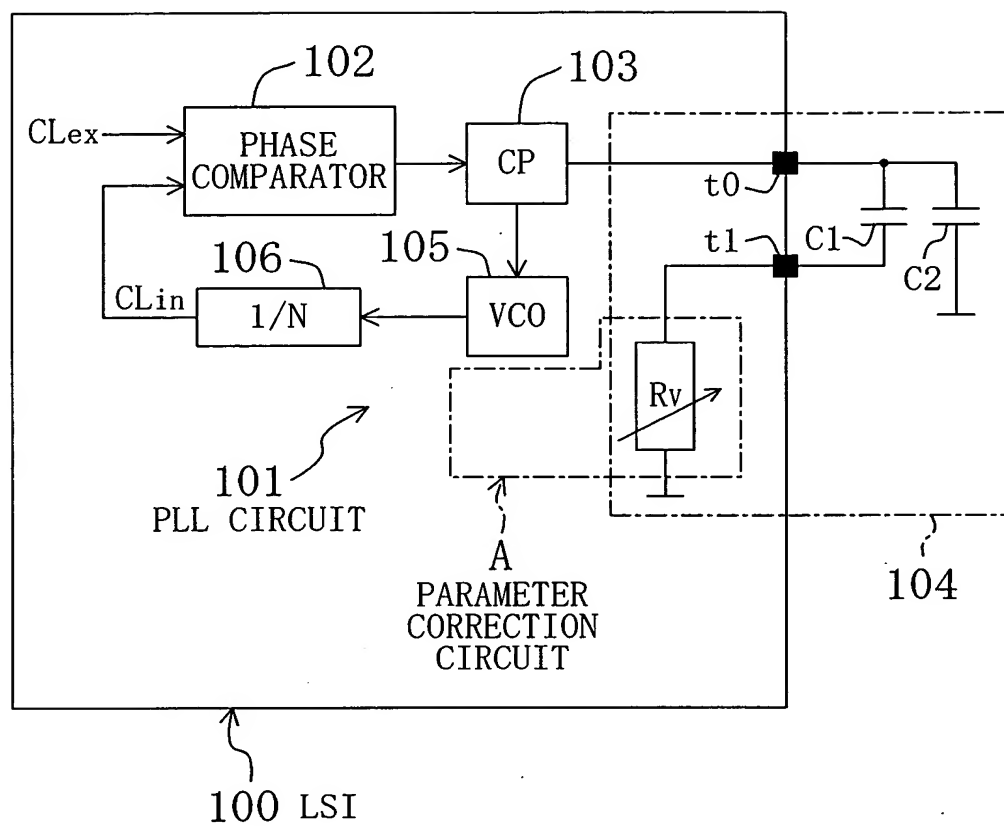 102
103
CLex
PHASE
COMPARATOR
CP
t0
t1
C1
C2
106
105
CLin
1/N
VCO
Rv
101
PLL CIRCUIT
A
PARAMETER
CORRECTION
CIRCUIT
104
100 LSI